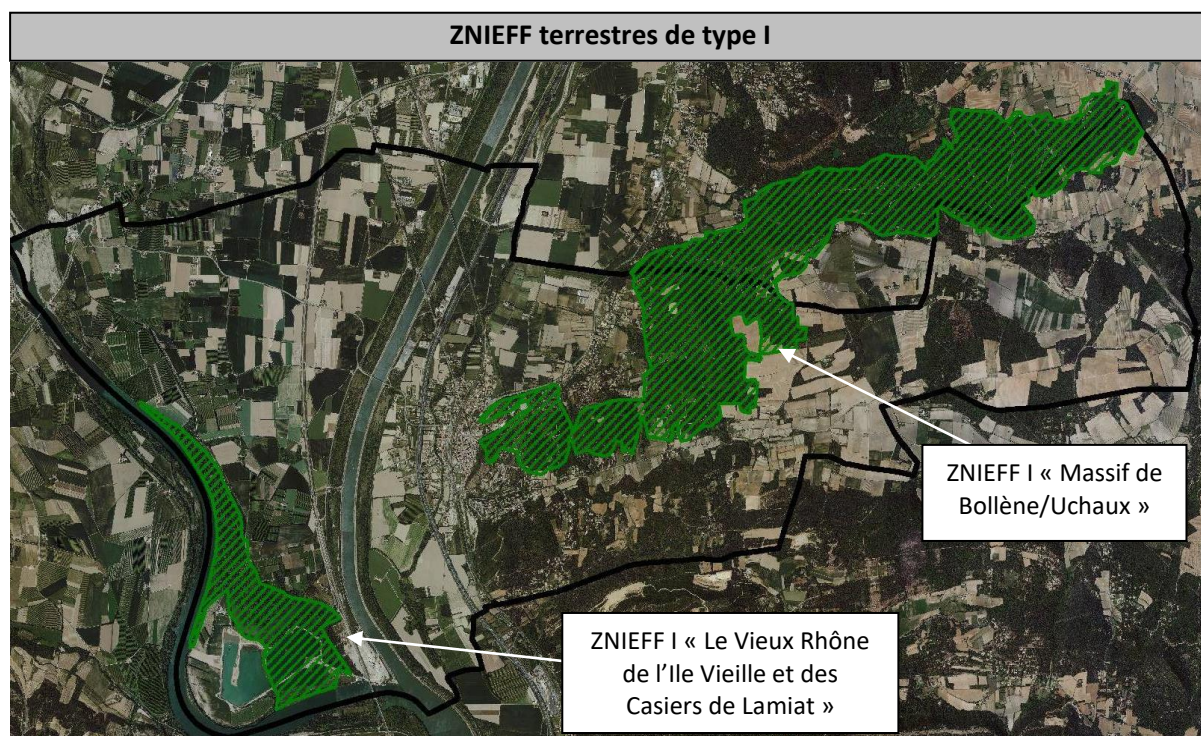 ZNIEFF terrestres de type I
ZNIEFF I « Massif de
Bollène/Uchaux »
ZNIEFF I « Le Vieux Rhône
de l’Ile Vieille et des
Casiers de Lamiat »